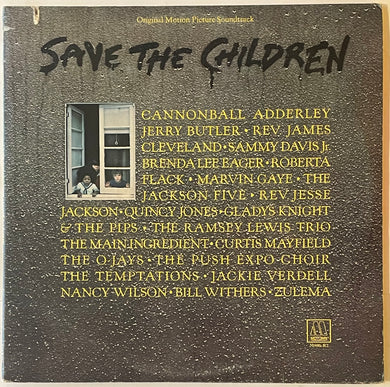 Original Motion Picture Soundtrack
SAVE THE CHILDREN
CANNONBALL ADDERLEY
JERRY BUTLER • REV. JAMES
CLEVELAND • SAMMY DAVIS Jr.
BRENDA LEE EAGER • ROBERTA
FLACK • MARVIN GAYE • THE
JACKSON FIVE • REV. JESSE
JACKSON • QUINCY JONES • GLADYS KNIGHT
& THE PIPS • THE RAMSEY LEWIS TRIO
THE MAIN INGREDIENT • CURTIS MAYFIELD
THE O'JAYS • THE PUSH EXPO CHOIR
THE TEMPTATIONS • JACKIE VERDELL
NANCY WILSON • BILL WITHERS • ZULEMA
M